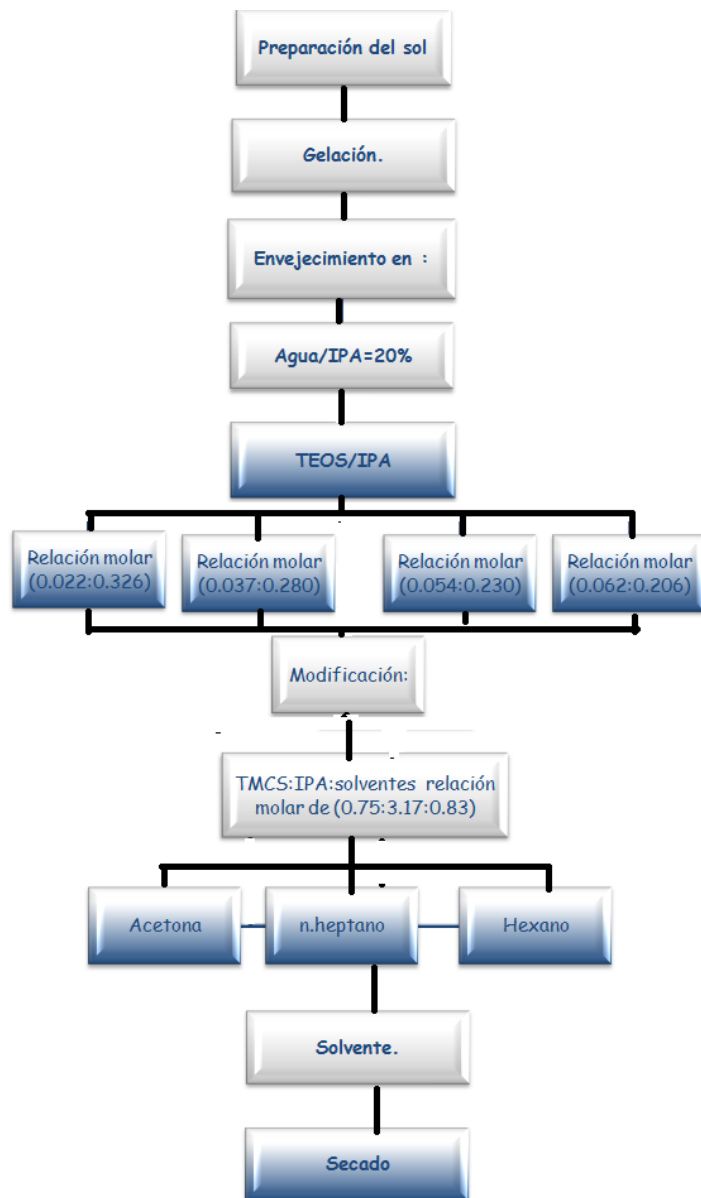 Preparación del sol
Gelación.
Envejecimiento en :
Agua/IPA=20%
TEOS/IPA
Relación molar
(0.022:0.326)
Relación molar
(0.037:0.280)
Relación molar
(0.054:0.230)
Relación molar
(0.062:0.206)
Modificación:
TMCS:IPA:solventes relación
molar de (0.75:3.17:0.83)
Acetona
n.heptano
Hexano
Solvente.
Secado